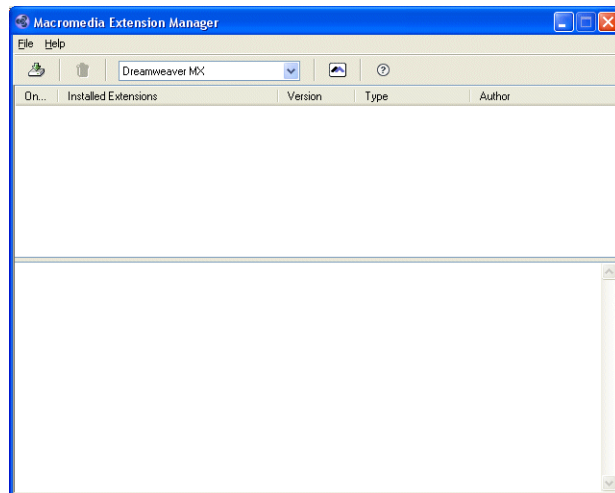 Macromedia Extension Manager
File Help
Dreamweaver MX
On... Installed Extensions Version Type Author